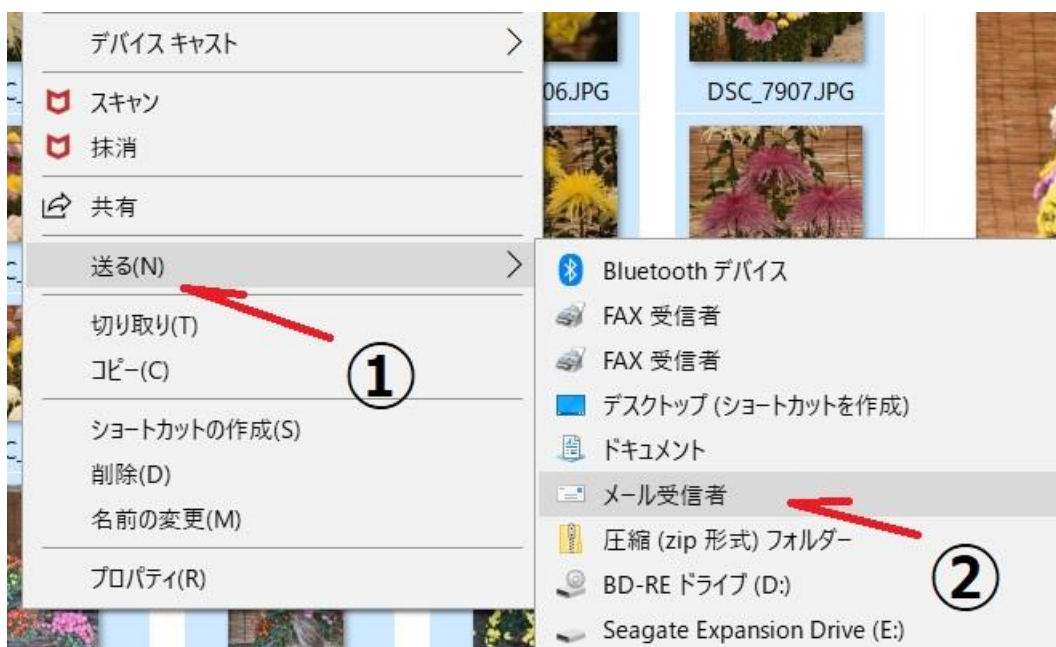 デバイス キャスト
スキャン
抹消
共有
送る(N)
切り取り(T)
コピー(C)
ショートカットの作成(S)
削除(D)
名前の変更(M)
プロパティ(R)
①
06.JPG
DSC_7907.JPG
Bluetooth デバイス
FAX 受信者
FAX 受信者
デスクトップ (ショートカットを作成)
ドキュメント
メール受信者
圧縮 (zip 形式) フォルダー
BD-RE ドライブ (D:)
Seagate Expansion Drive (E:)
②